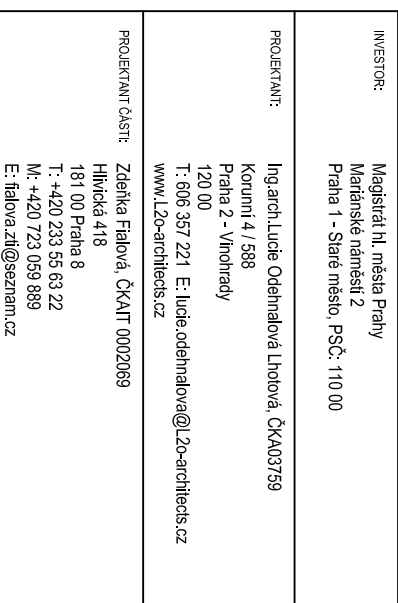 INVESTOR:
Magistrát hl. města Prahy
Mariánské náměstí 2
Praha 1 - Staré město, PSČ: 110 00
PROJEKTANT:
Ing.arch.Lucie Odehnalová Lhotová, ČKA03759
Korunní 4 / 588
Praha 2 - Vinohrady
120 00
T: 606 357 221 E: lucie.odehnalova@L2o-architects.cz
www.L2o-architects.cz
PROJEKTANT ČÁSTI:
Zdeňka Fialová, ČKAIT 0002069
Hlivická 418
181 00 Praha 8
T: +420 233 55 63 22
M: +420 723 059 889
E: fialova.zti@seznam.cz